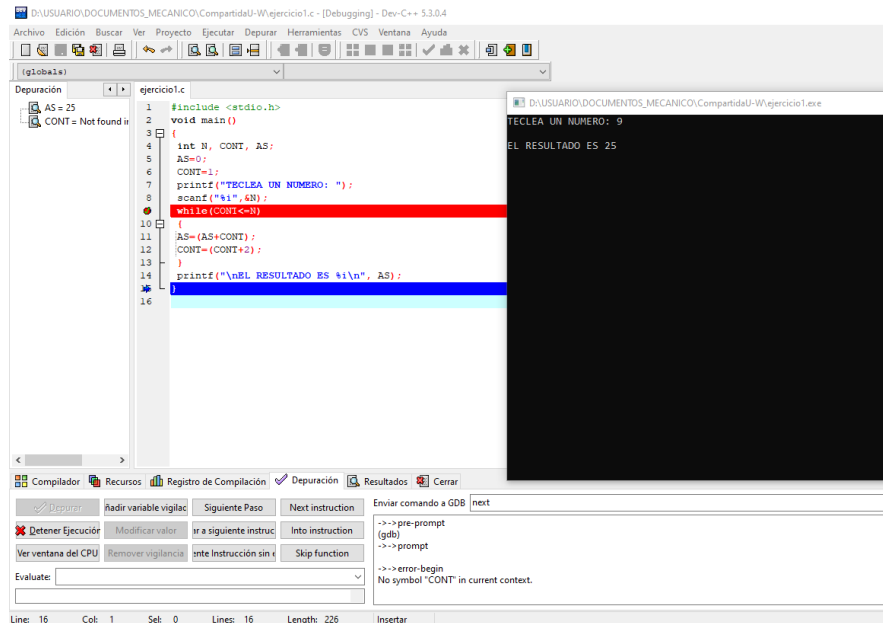 D:\USUARIO\DOCUMENTOS_MECANICO\CompartidaU-W\ejercicio1.c - [Debugging] - Dev-C++ 5.3.0.4
Archivo Edición Buscar Ver Proyecto Ejecutar Depurar Herramientas CVS Ventana Ayuda
(globals)
Depuración
ejercicio1.c
AS = 25
CONT = Not found in
1 #include <stdio.h>
2 void main()
3 {
4 int N, CONT, AS;
5 AS=0;
6 CONT=1;
7 printf("TECLEA UN NUMERO: ");
8 scanf("%i",&N);
while(CONT<=N)
10 {
11 AS=(AS+CONT);
12 CONT=(CONT+2);
13 }
14 printf("\nEL RESULTADO ES %i\n", AS);
}
16
D:\USUARIO\DOCUMENTOS_MECANICO\CompartidaU-W\ejercicio1.exe
TECLEA UN NUMERO: 9
EL RESULTADO ES 25
Compilador Recursos Registro de Compilación Depuración Resultados Cerrar
Depurar ñadir variable vigilac Siguiente Paso Next instruction
Detener Ejecución Modificar valor ar a siguiente instruc Into instruction
Ver ventana del CPU Remover vigilancia ente Instrucción sin e Skip function
Evaluate:
Enviar comando a GDB next
->->pre-prompt
(gdb)
->->prompt
->->error-begin
No symbol "CONT" in current context.
Line: 16 Col: 1 Sel: 0 Lines: 16 Length: 226 Insertar